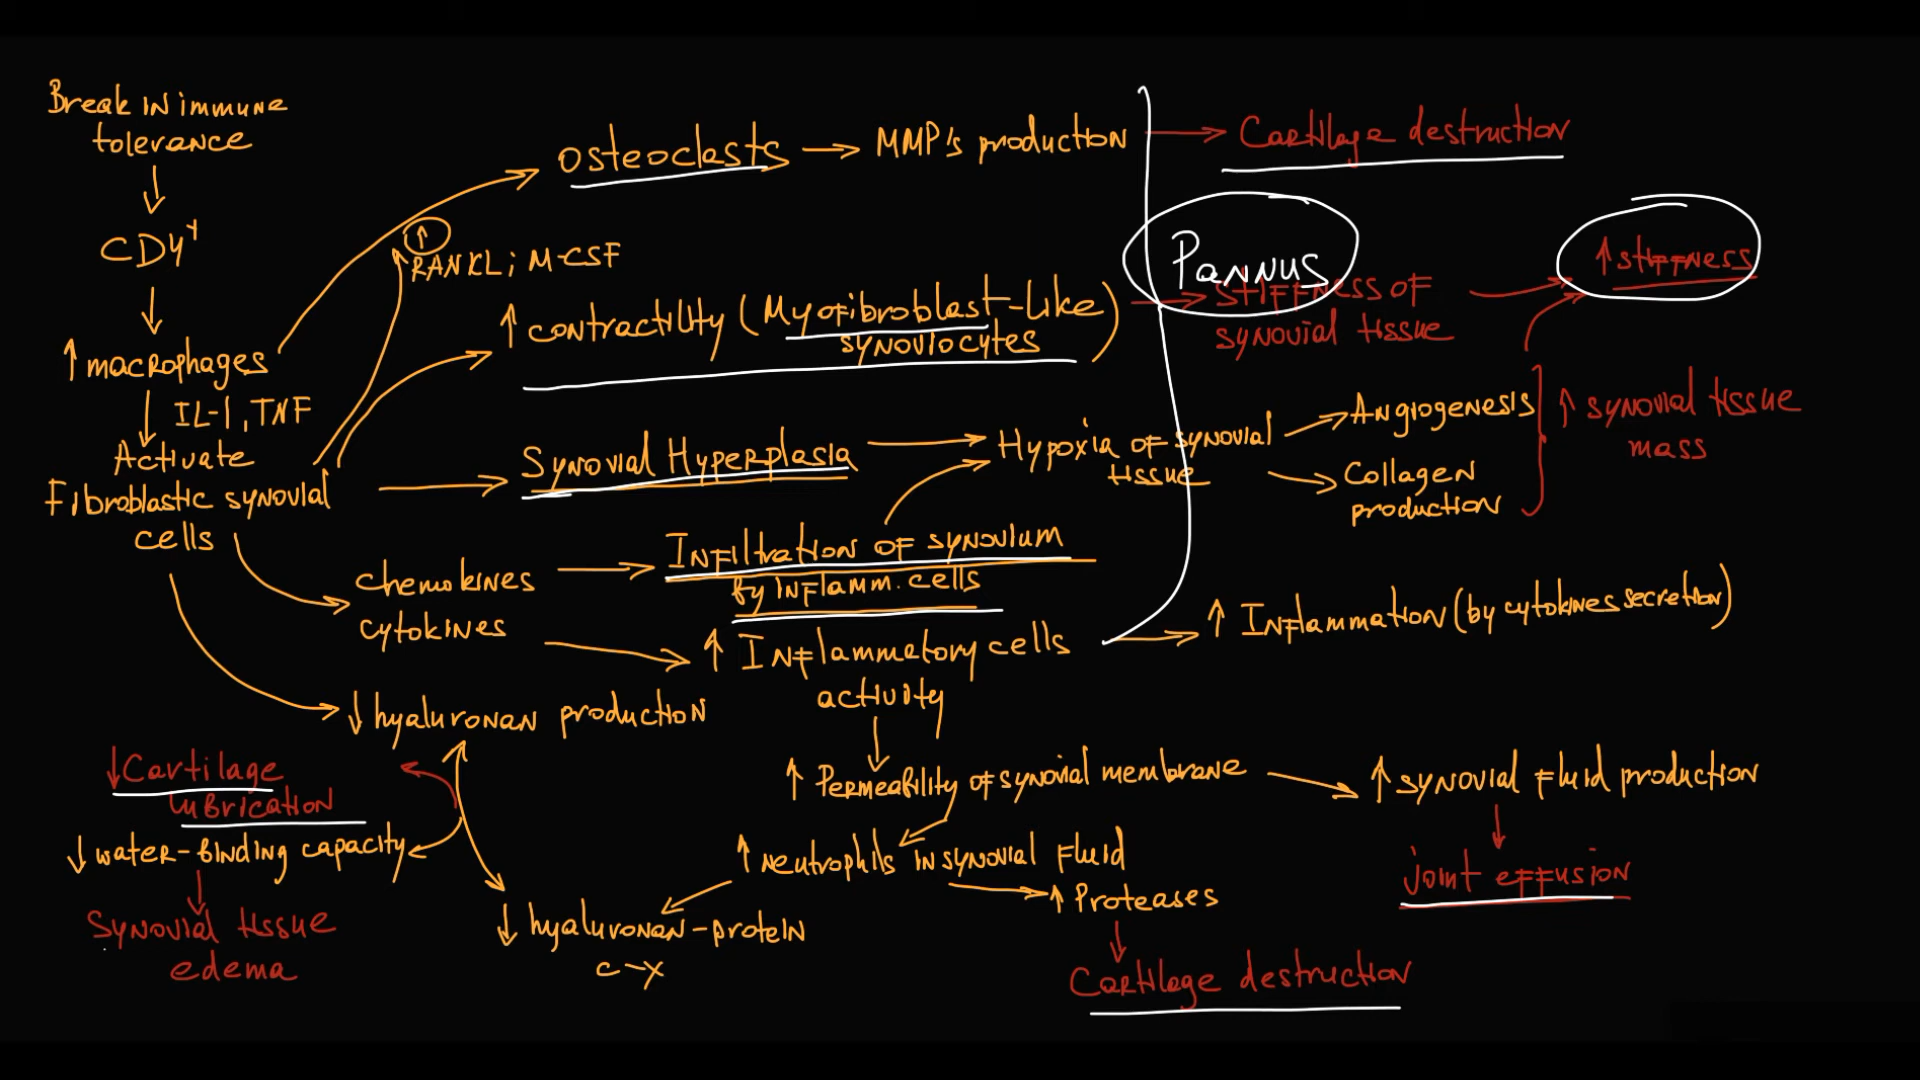 Break in immune
tolerance
CD4+
↑ macrophages
IL-1, TNF
Activate
Fibroblastic synovial
cells
osteoclasts → MMP's production → Cartilage destruction
↑
RANKL; M-CSF
Pannus
↑ stiffness
↑ contractility (Myofibroblast-like
synoviocytes)
stiffness of
synovial tissue
Synovial Hyperplasia
Hypoxia of synovial
tissue
Angiogenesis
Collagen
production
↑ synovial tissue
mass
chemokines
cytokines
Infiltration of synovium
by inflamm. cells
↑ Inflammatory cells
activity
↑ Inflammation (by cytokines secretion)
↓ hyaluronan production
↓ Cartilage
lubrication
↓ water-binding capacity
Synovial tissue
edema
↑ Permeability of synovial membrane
↑ synovial fluid production
joint effusion
↑ neutrophils in synovial fluid
↑ Proteases
Cartilage destruction
↓ hyaluronan-protein
c-x